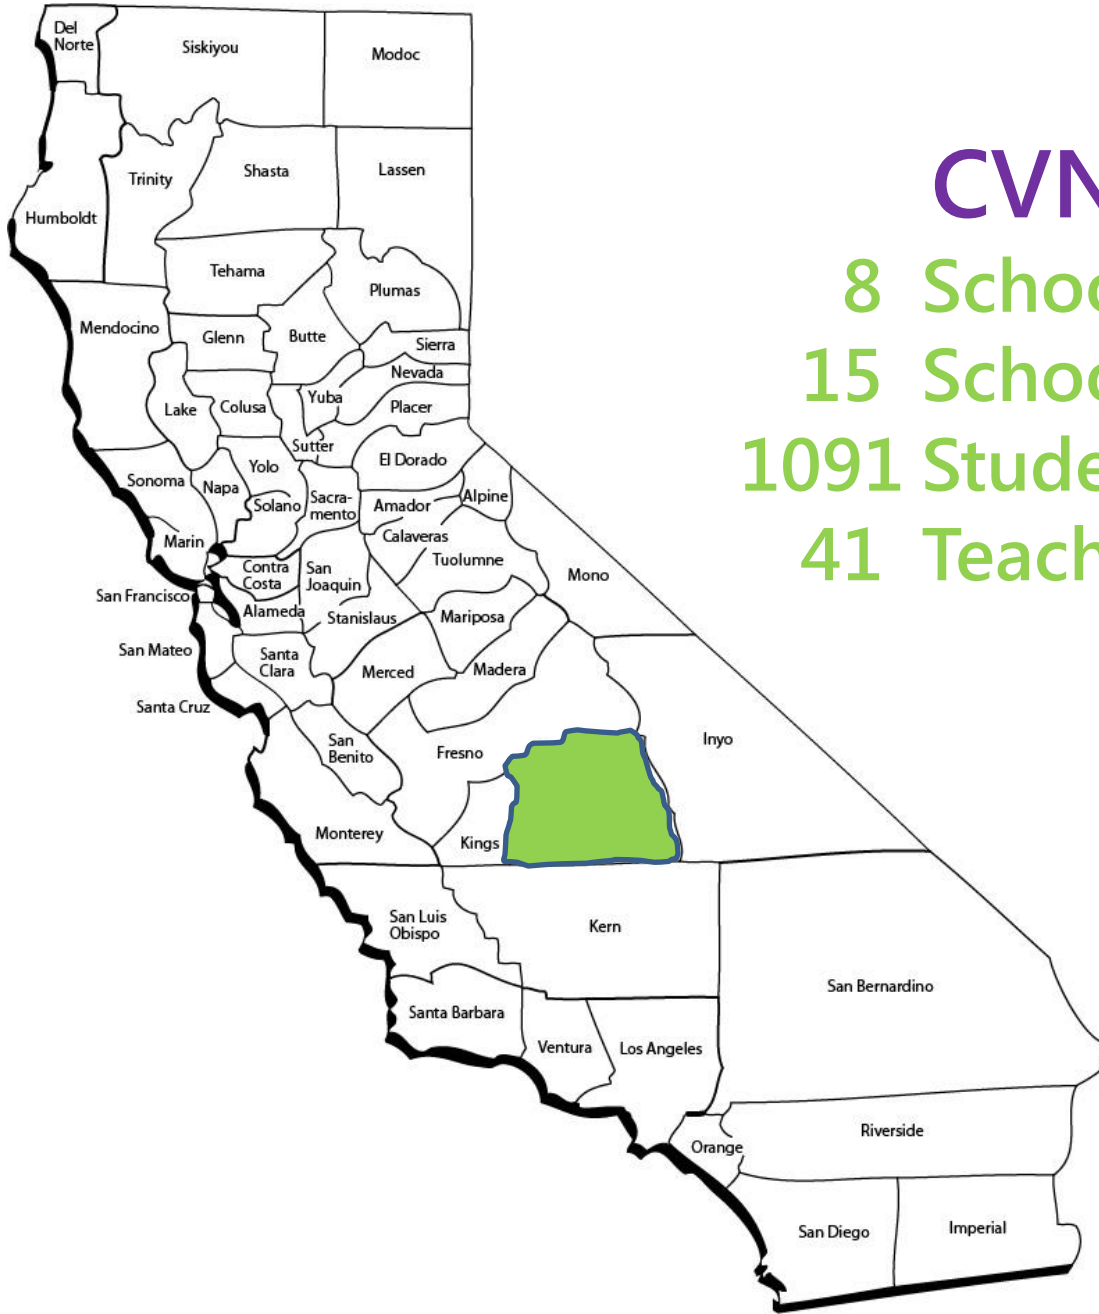 Del
Norte
Siskiyou
Modoc
Trinity
Shasta
Lassen
Humboldt
Tehama
Plumas
Mendocino
Glenn
Butte
Sierra
Nevada
Lake
Colusa
Yuba
Placer
Sutter
El Dorado
Sonoma
Napa
Yolo
Solano
Sacra-
mento
Amador
Alpine
Calaveras
Marin
Contra
Costa
San
Joaquin
Tuolumne
Mono
San Francisco
Alameda
Stanislaus
Mariposa
San Mateo
Santa
Clara
Merced
Madera
Santa Cruz
San
Benito
Fresno
Inyo
Monterey
Kings
San Luis
Obispo
Kern
San Bernardino
Santa Barbara
Ventura
Los Angeles
Orange
Riverside
San Diego
Imperial
CVN
8 Schoo
15 Schoo
1091 Stude
41 Teach